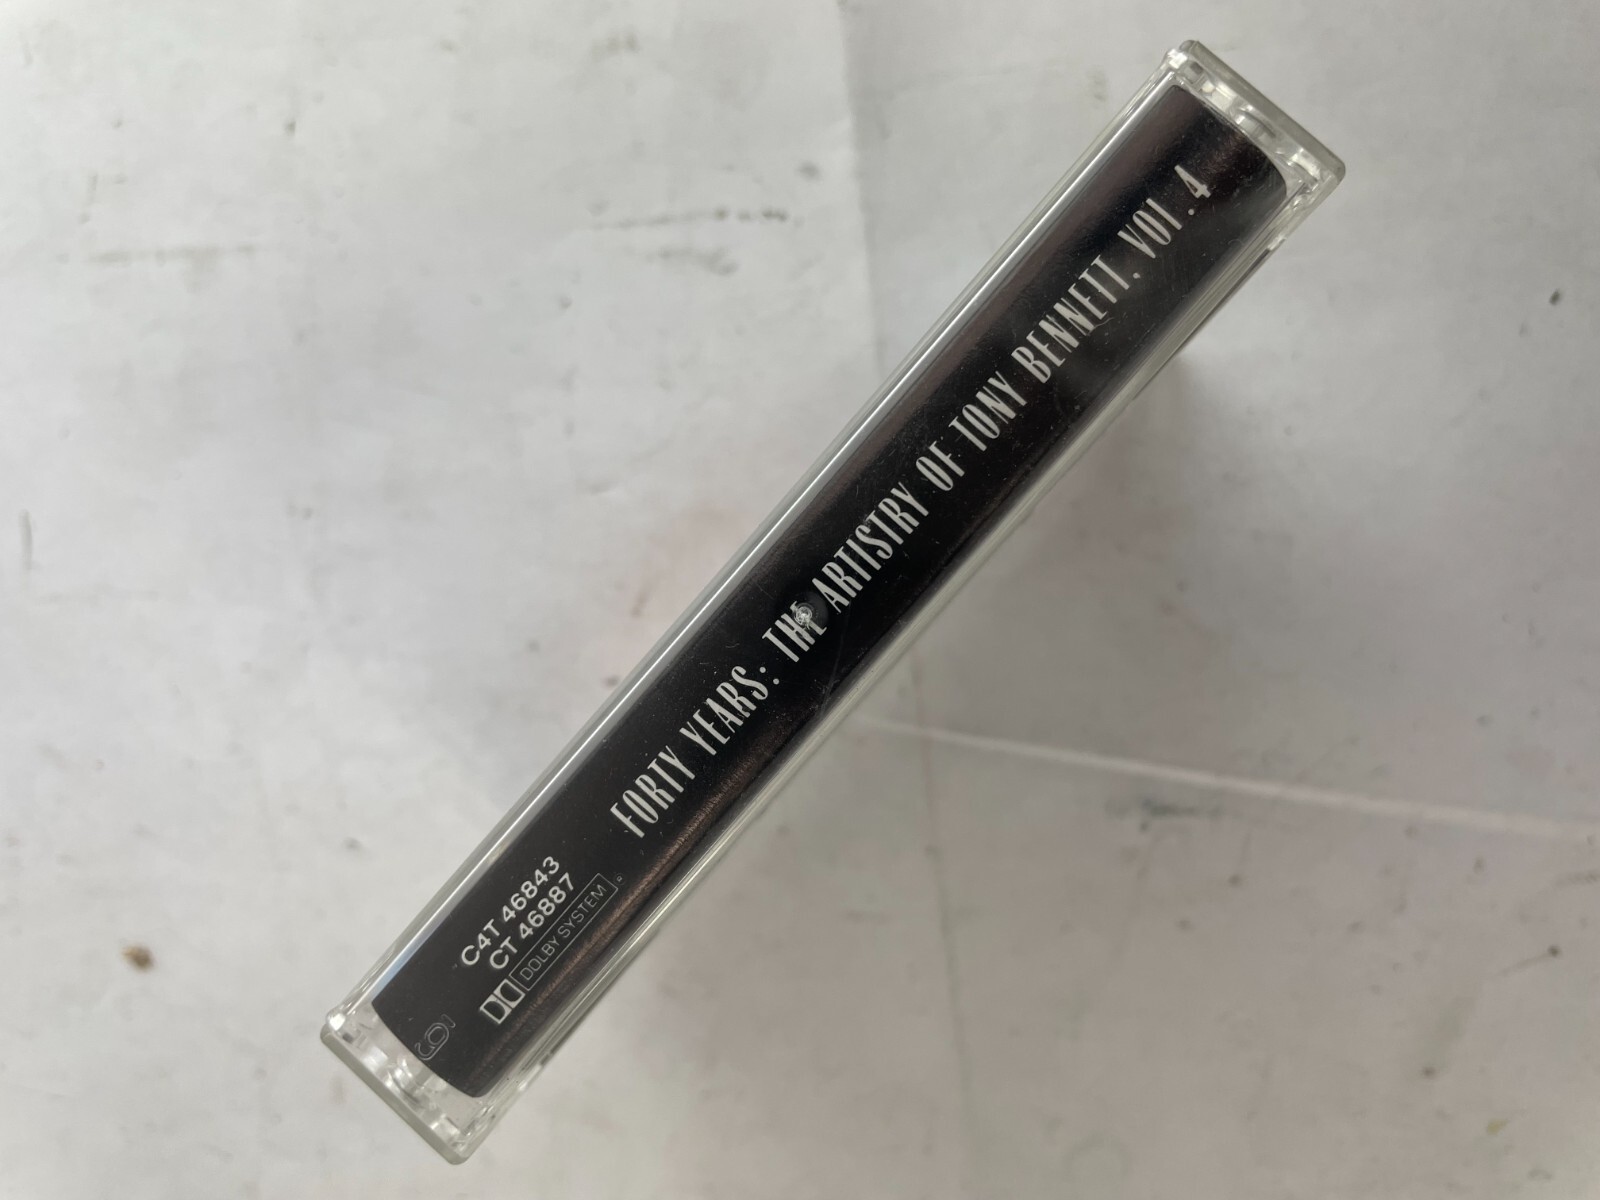 C4T 46843
CT 46887
DOLBY SYSTEM
FORTY YEARS: THE ARTISTRY OF TONY BENNETT, VOL. 4